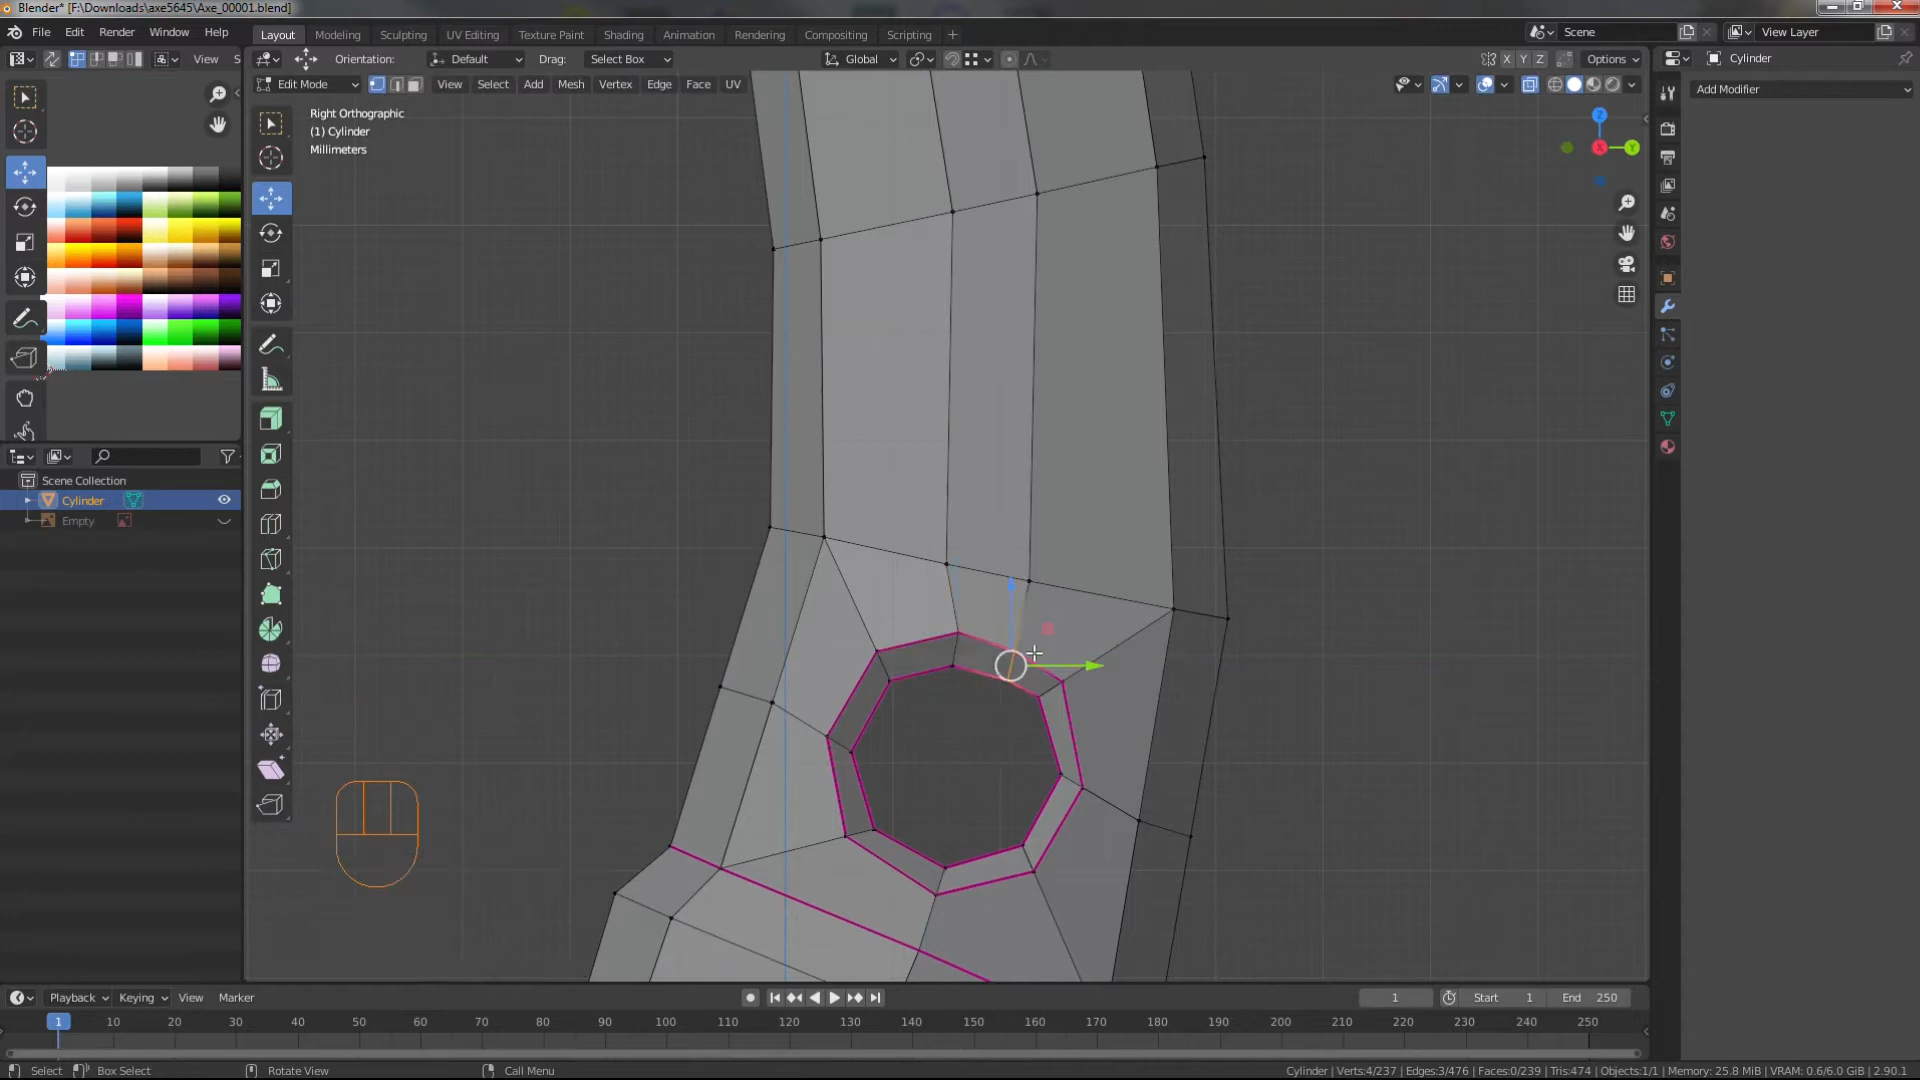 Blender* [F:\Downloads\axe5645\Axe_00001.blend]
File Edit Render Window Help Layout Modeling Sculpting UV Editing Texture Paint Shading Animation Rendering Compositing Scripting Scene View Layer
View S Orientation: Default Drag: Select Box Global X Y Z Options Cylinder
Edit Mode View Select Add Mesh Vertex Edge Face UV Add Modifier
Right Orthographic
(1) Cylinder
Millimeters
Z
X
Y
Scene Collection
Cylinder
Empty
Playback Keying View Marker 1 Start 1 End 250
1 10 20 30 40 50 60 70 80 90 100 110 120 130 140 150 160 170 180 190 200 210 220 230 240 250
Select Box Select Rotate View Call Menu Cylinder | Verts:4/237 | Edges:3/476 | Faces:0/239 | Tris:474 | Objects:1/1 | Memory: 25.8 MiB | VRAM: 0.6/6.0 GiB | 2.90.1